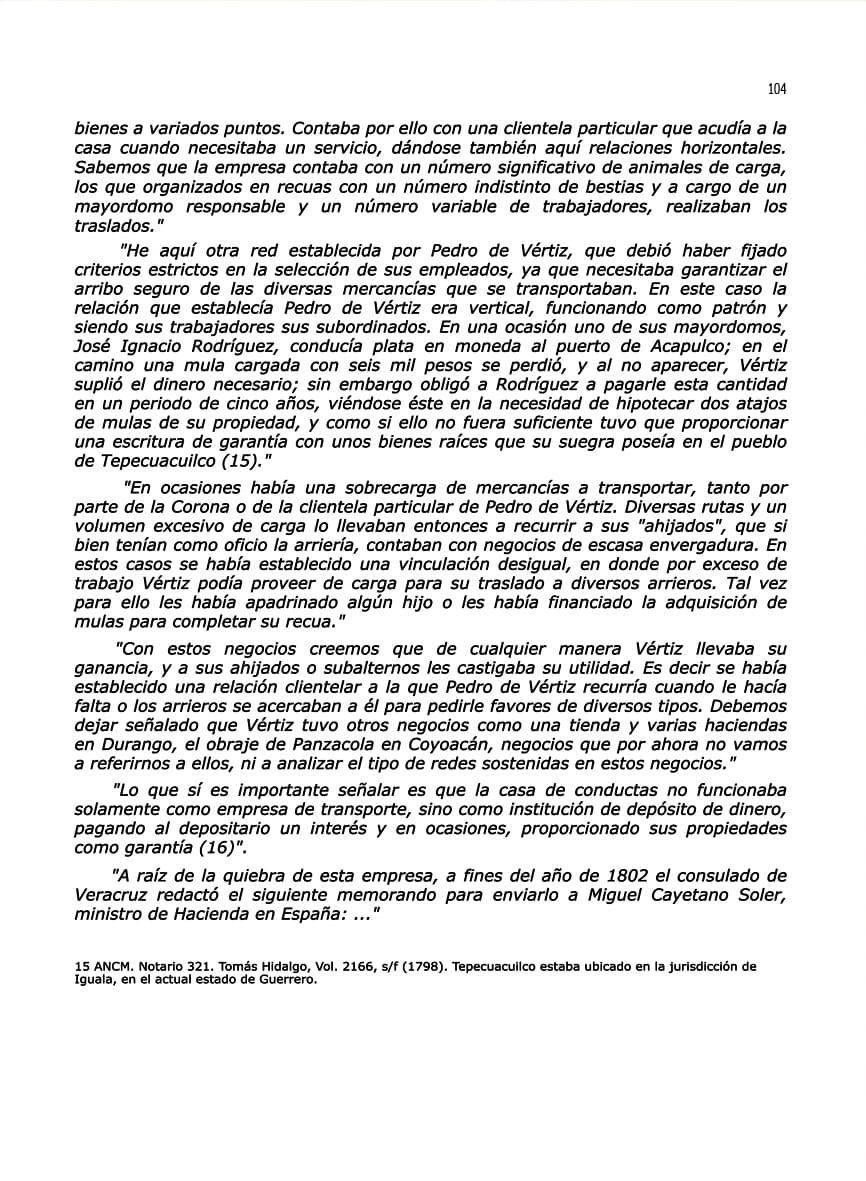 104
bienes a variados puntos. Contaba por ello con una clientela particular que acudía a la
casa cuando necesitaba un servicio, dándose también aquí relaciones horizontales.
Sabemos que la empresa contaba con un número significativo de animales de carga,
los que organizados en recuas con un número indistinto de bestias y a cargo de un
mayordomo responsable y un número variable de trabajadores, realizaban los
traslados."
"He aquí otra red establecida por Pedro de Vértiz, que debió haber fijado
criterios estrictos en la selección de sus empleados, ya que necesitaba garantizar el
arribo seguro de las diversas mercancías que se transportaban. En este caso la
relación que establecía Pedro de Vértiz era vertical, funcionando como patrón y
siendo sus trabajadores sus subordinados. En una ocasión uno de sus mayordomos,
José Ignacio Rodríguez, conducía plata en moneda al puerto de Acapulco; en el
camino una mula cargada con seis mil pesos se perdió, y al no aparecer, Vértiz
suplió el dinero necesario; sin embargo obligó a Rodríguez a pagarle esta cantidad
en un periodo de cinco años, viéndose éste en la necesidad de hipotecar dos atajos
de mulas de su propiedad, y como si ello no fuera suficiente tuvo que proporcionar
una escritura de garantía con unos bienes raíces que su suegra poseía en el pueblo
de Tepecuacuilco (15)."
"En ocasiones había una sobrecarga de mercancías a transportar, tanto por
parte de la Corona o de la clientela particular de Pedro de Vértiz. Diversas rutas y un
volumen excesivo de carga lo llevaban entonces a recurrir a sus "ahijados", que si
bien tenían como oficio la arriería, contaban con negocios de escasa envergadura. En
estos casos se había establecido una vinculación desigual, en donde por exceso de
trabajo Vértiz podía proveer de carga para su traslado a diversos arrieros. Tal vez
para ello les había apadrinado algún hijo o les había financiado la adquisición de
mulas para completar su recua."
"Con estos negocios creemos que de cualquier manera Vértiz llevaba su
ganancia, y a sus ahijados o subalternos les castigaba su utilidad. Es decir se había
establecido una relación clientelar a la que Pedro de Vértiz recurría cuando le hacía
falta o los arrieros se acercaban a él para pedirle favores de diversos tipos. Debemos
dejar señalado que Vértiz tuvo otros negocios como una tienda y varias haciendas
en Durango, el obraje de Panzacola en Coyoacán, negocios que por ahora no vamos
a referirnos a ellos, ni a analizar el tipo de redes sostenidas en estos negocios."
"Lo que sí es importante señalar es que la casa de conductas no funcionaba
solamente como empresa de transporte, sino como institución de depósito de dinero,
pagando al depositario un interés y en ocasiones, proporcionado sus propiedades
como garantía (16)".
"A raíz de la quiebra de esta empresa, a fines del año de 1802 el consulado de
Veracruz redactó el siguiente memorando para enviarlo a Miguel Cayetano Soler,
ministro de Hacienda en España: ..."
15 ANCM. Notario 321. Tomás Hidalgo, Vol. 2166, s/f (1798). Tepecuacuilco estaba ubicado en la jurisdicción de
Iguala, en el actual estado de Guerrero.